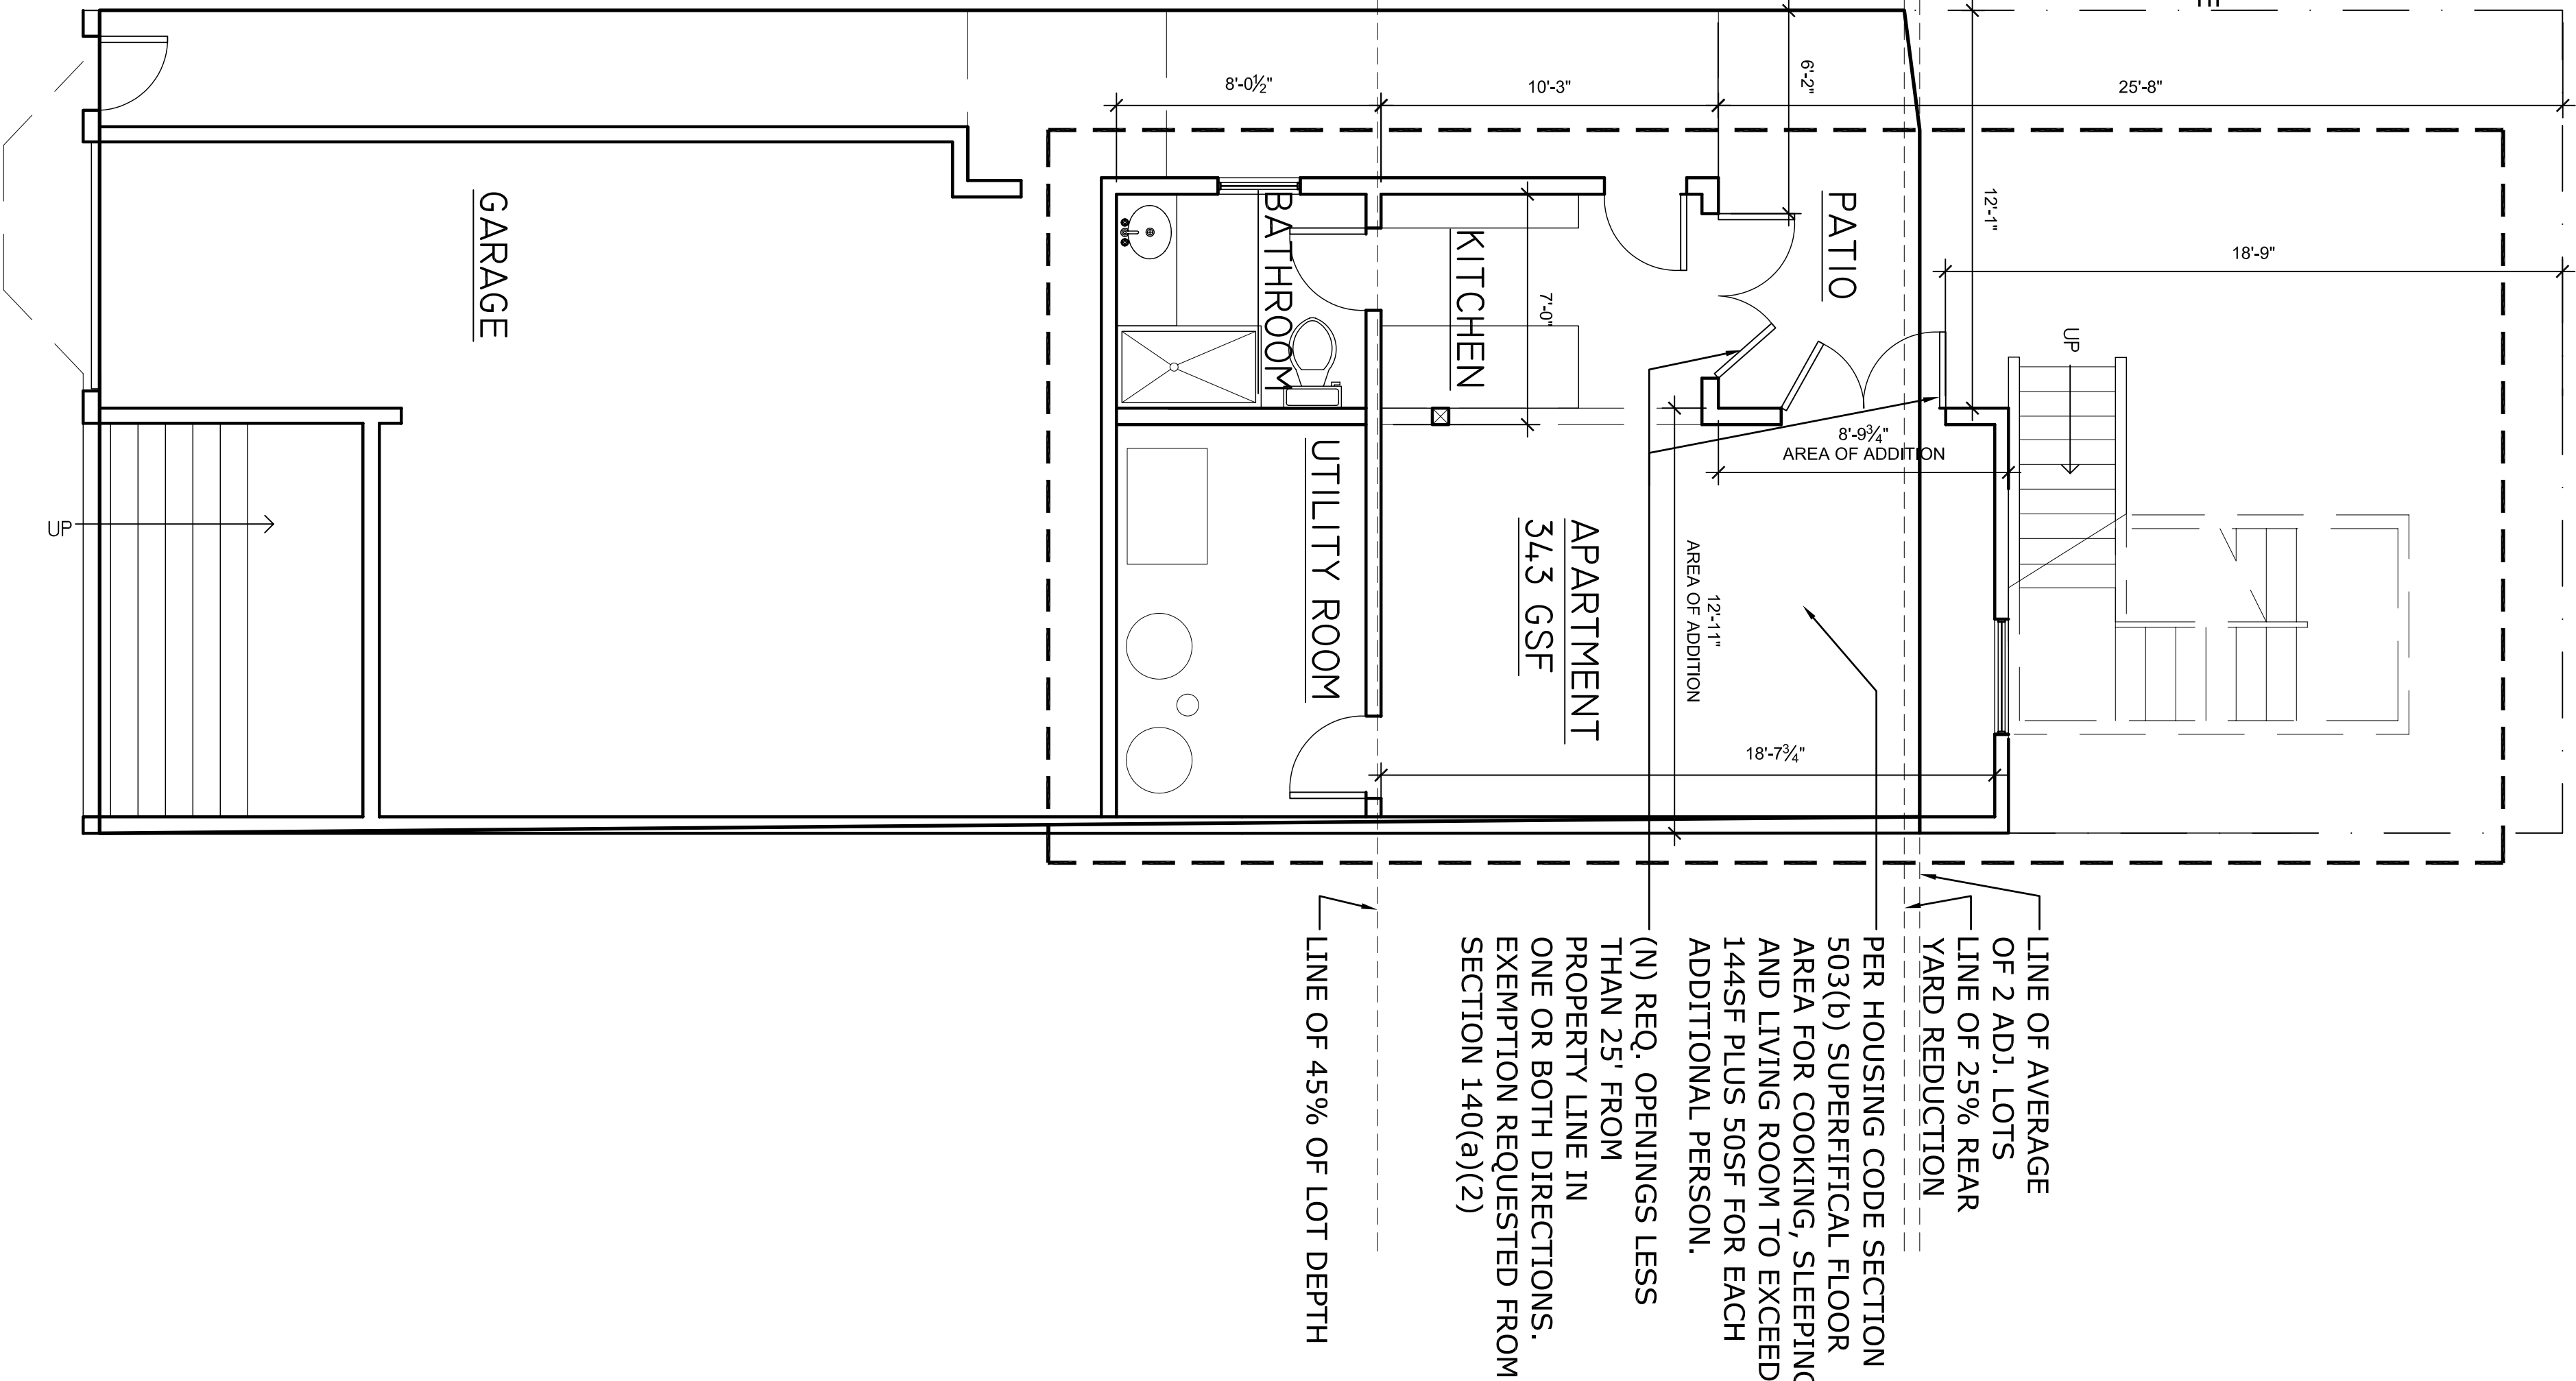 8'-0½"
10'-3"
6'-2"
25'-8"
12'-1"
18'-9"
GARAGE
BATHROOM
KITCHEN
7'-0"
PATIO
UP
8'-9¾"
AREA OF ADDITION
UTILITY ROOM
APARTMENT
343 GSF
12'-11"
AREA OF ADDITION
UP
18'-7¾"
LINE OF AVERAGE
OF 2 ADJ. LOTS
LINE OF 25% REAR
YARD REDUCTION
PER HOUSING CODE SECTION
503(b) SUPERFIFICAL FLOOR
AREA FOR COOKING, SLEEPING
AND LIVING ROOM TO EXCEED
144SF PLUS 50SF FOR EACH
ADDITIONAL PERSON.
(N) REQ. OPENINGS LESS
THAN 25' FROM
PROPERTY LINE IN
ONE OR BOTH DIRECTIONS.
EXEMPTION REQUESTED FROM
SECTION 140(a)(2)
LINE OF 45% OF LOT DEPTH